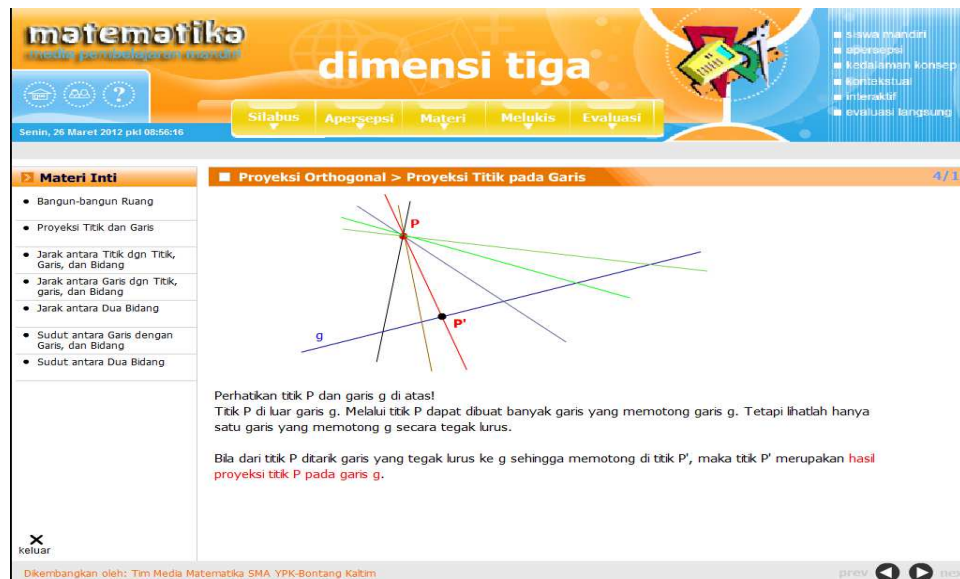 matematika
media pembelajaran mandiri
dimensi tiga
siswa mandiri
apersepsi
kedalaman konsep
kontekstual
interaktif
evaluasi langsung
Silabus
Apersepsi
Materi
Melukis
Evaluasi
Senin, 26 Maret 2012 pkl 08:56:16
Materi Inti
Bangun-bangun Ruang
Proyeksi Titik dan Garis
Jarak antara Titik dgn Titik,
Garis, dan Bidang
Jarak antara Garis dgn Titik,
garis, dan Bidang
Jarak antara Dua Bidang
Sudut antara Garis dengan
Garis, dan Bidang
Sudut antara Dua Bidang
keluar
Proyeksi Orthogonal > Proyeksi Titik pada Garis
4/1
P
P'
g
Perhatikan titik P dan garis g di atas!
Titik P di luar garis g. Melalui titik P dapat dibuat banyak garis yang memotong garis g. Tetapi lihatlah hanya
satu garis yang memotong g secara tegak lurus.
Bila dari titik P ditarik garis yang tegak lurus ke g sehingga memotong di titik P', maka titik P' merupakan hasil
proyeksi titik P pada garis g.
Dikembangkan oleh: Tim Media Matematika SMA YPK-Bontang Kaltim
prev